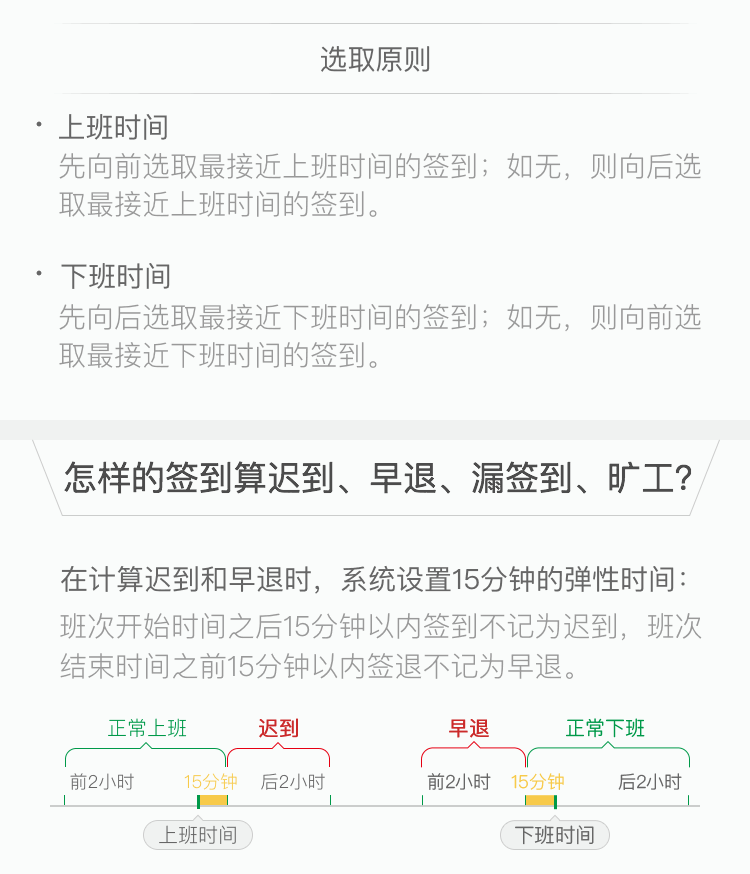 选取原则
· 上班时间
先向前选取最接近上班时间的签到；如无，则向后选
取最接近上班时间的签到。
· 下班时间
先向后选取最接近下班时间的签到；如无，则向前选
取最接近下班时间的签到。
怎样的签到算迟到、早退、漏签到、旷工?
在计算迟到和早退时，系统设置15分钟的弹性时间：
班次开始时间之后15分钟以内签到不记为迟到，班次
结束时间之前15分钟以内签退不记为早退。
正常上班 迟到 早退 正常下班
前2小时 15分钟 后2小时 前2小时 15分钟 后2小时
上班时间 下班时间